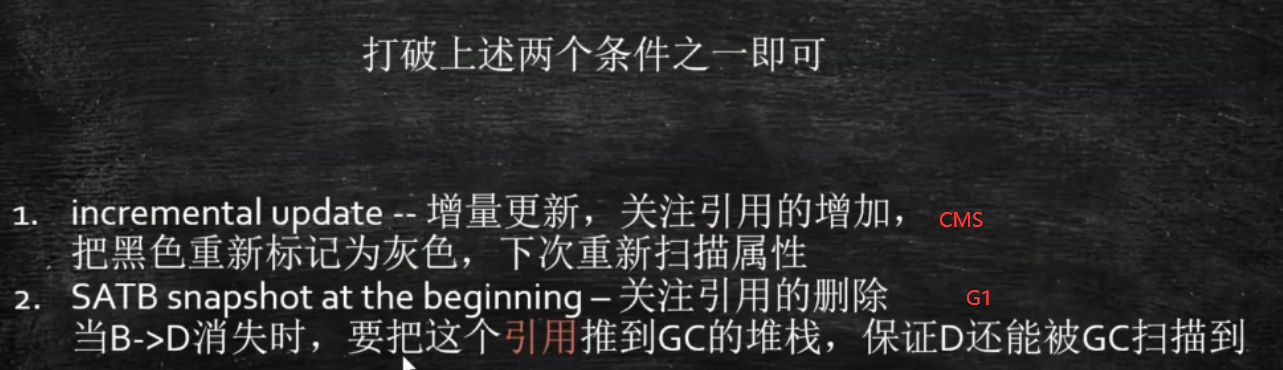 打破上述两个条件之一即可
1. incremental update -- 增量更新，关注引用的增加， CMS
把黑色重新标记为灰色，下次重新扫描属性
2. SATB snapshot at the beginning – 关注引用的删除 G1
当B->D消失时，要把这个引用推到GC的堆栈，保证D还能被GC扫描到